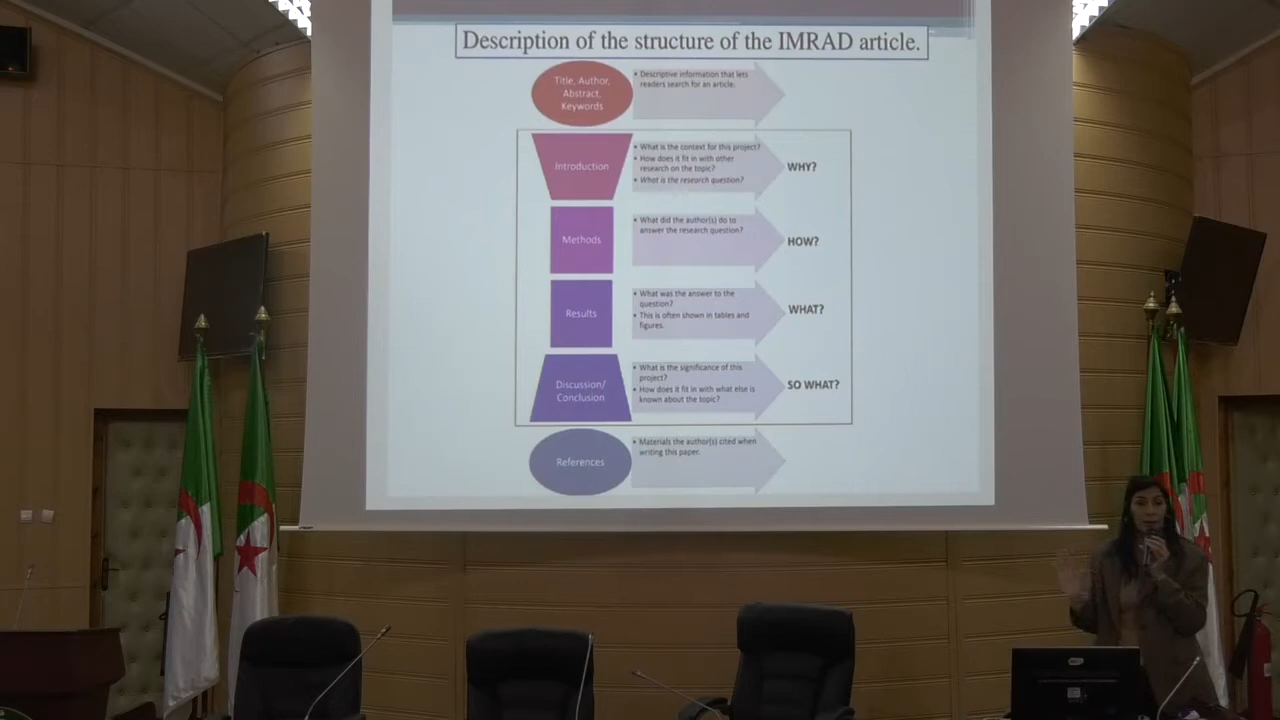 Description of the structure of the IMRAD article.
Title, Author,
Abstract,
Keywords
• Descriptive information that lets
readers search for an article.
Introduction
• What is the context for this project?
• How does it fit in with other
research on the topic?
• What is the research question?
WHY?
Methods
• What did the author(s) do to
answer the research question?
HOW?
Results
• What was the answer to the
question?
• This is often shown in tables and
figures.
WHAT?
Discussion/
Conclusion
• What is the significance of this
project?
• How does it fit in with what else is
known about the topic?
SO WHAT?
References
• Materials the author(s) cited when
writing this paper.